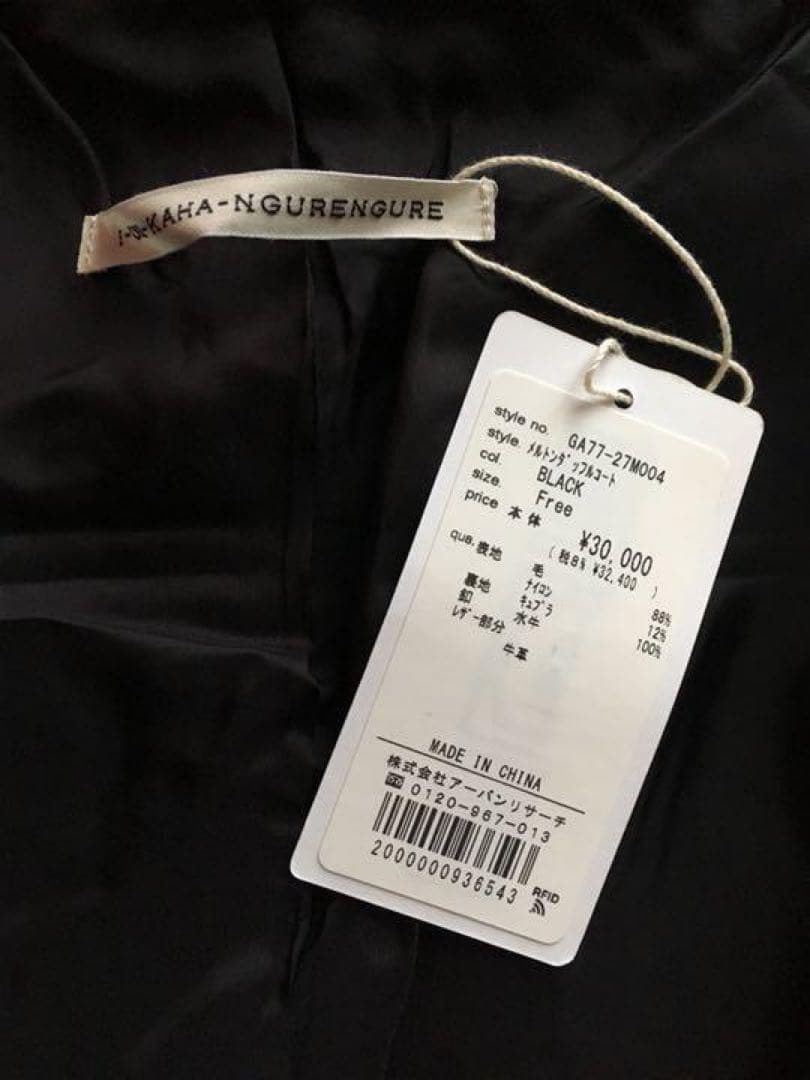 i-te KAHA-NGURENGURE
style no. GA77-27M004
style. メルトンダッフルコート
col. BLACK
size. Free
price 本体 ¥30,000
(税8% ¥32,400 )
qua. 表地 毛 88%
ナイロン 12%
裏地 キュプラ 100%
釦 水牛
レザー部分 牛革
MADE IN CHINA
株式会社アーバンリサーチ
0120-967-013
2000000936543
RFID